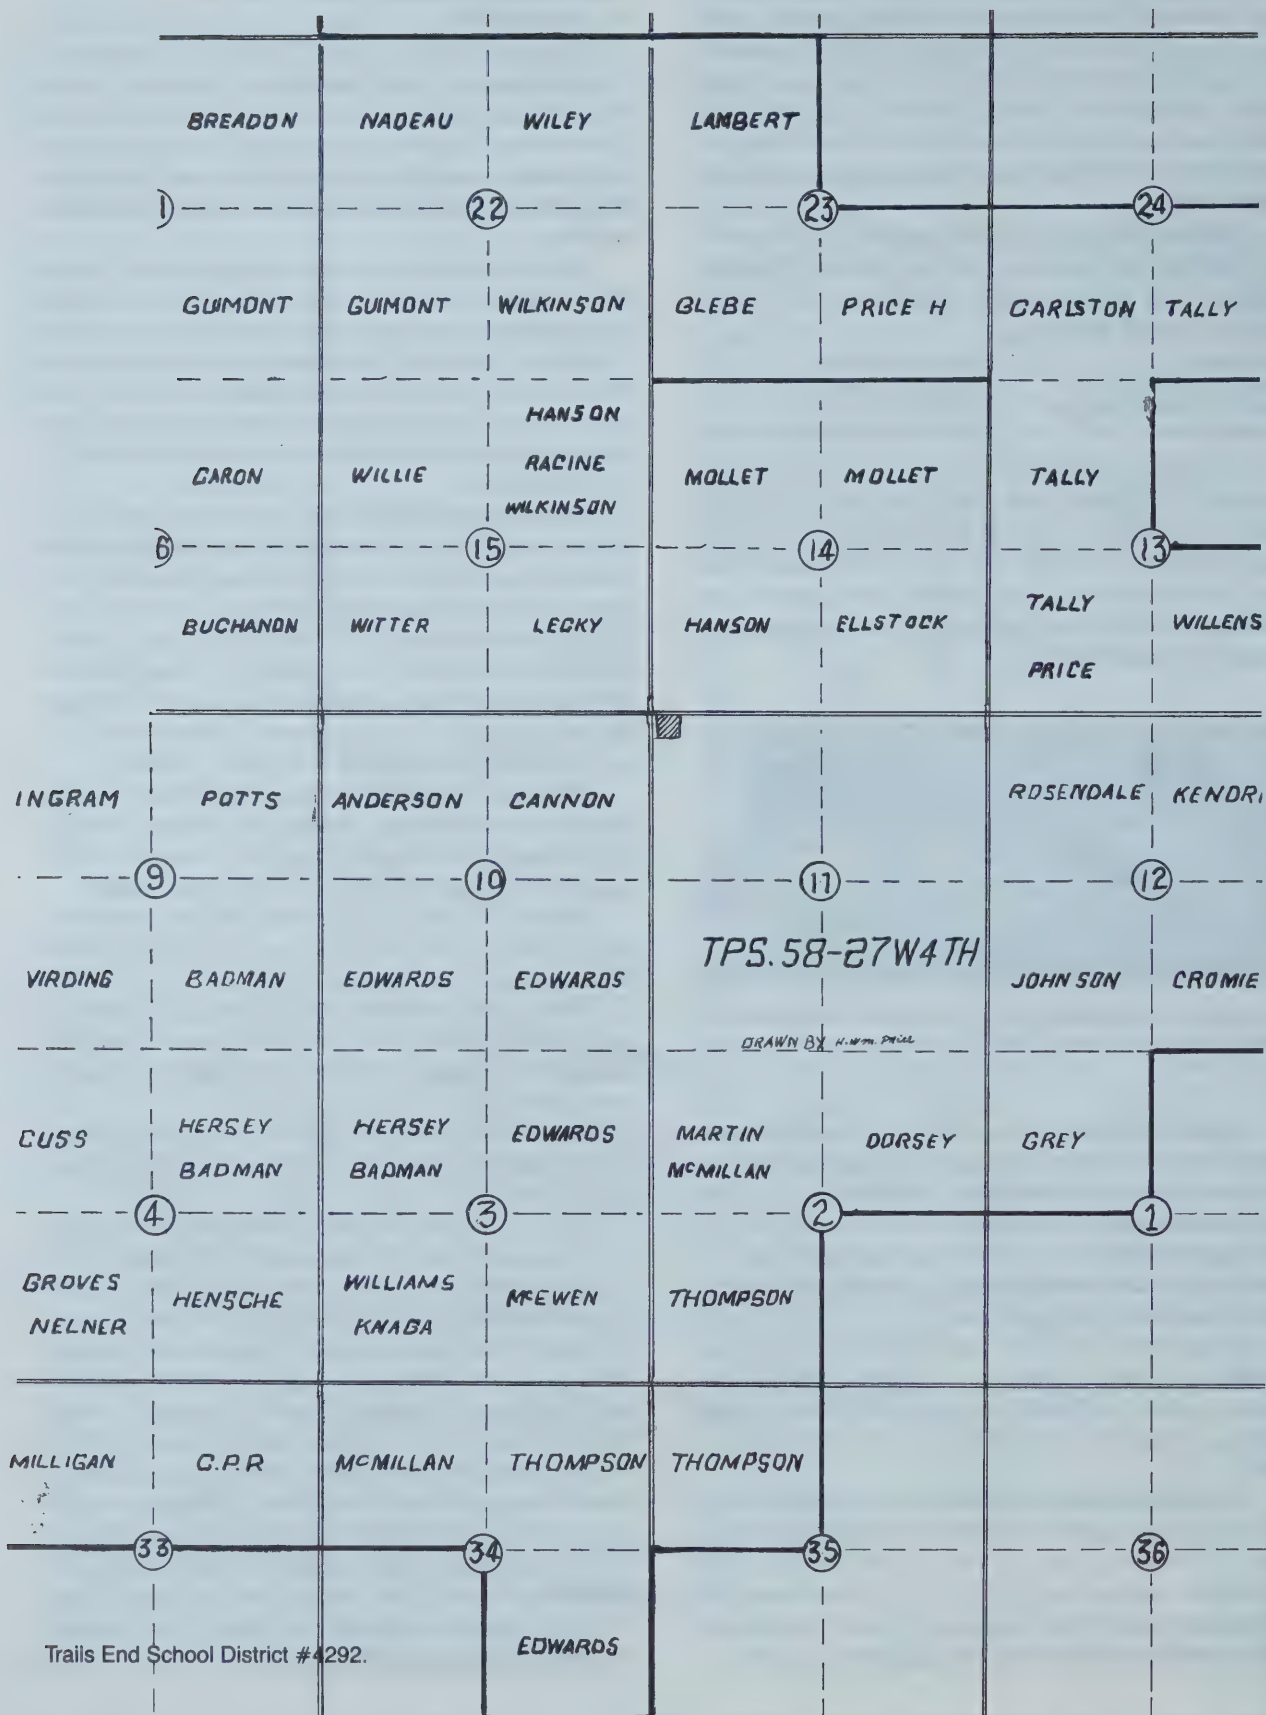 BREADON NADEAU WILEY LAMBERT
22 23 24
GUIMONT GUIMONT WILKINSON GLEBE PRICE H CARLSTON TALLY
HANSON
CARON WILLIE RACINE MOLLET MOLLET TALLY
WILKINSON
6 15 14 13
TALLY
BUCHANON WITTER LECKY HANSON ELLSTOCK WILLENS
PRICE
INGRAM POTTS ANDERSON CANNON ROSENDALE KENDRI
9 10 11 12
TPS. 58-27W4TH
VIRDING BADMAN EDWARDS EDWARDS JOHNSON CROMIE
DRAWN BY H. WM. PRICE
CUSS HERSEY HERSEY EDWARDS MARTIN DORSEY GREY
BADMAN BADMAN McMILLAN
4 3 2 1
GROVES HENSCHE WILLIAMS McEWEN THOMPSON
NELNER KNAGA
MILLIGAN C.P.R McMILLAN THOMPSON THOMPSON
33 34 35 36
EDWARDS
Trails End School District #4292.